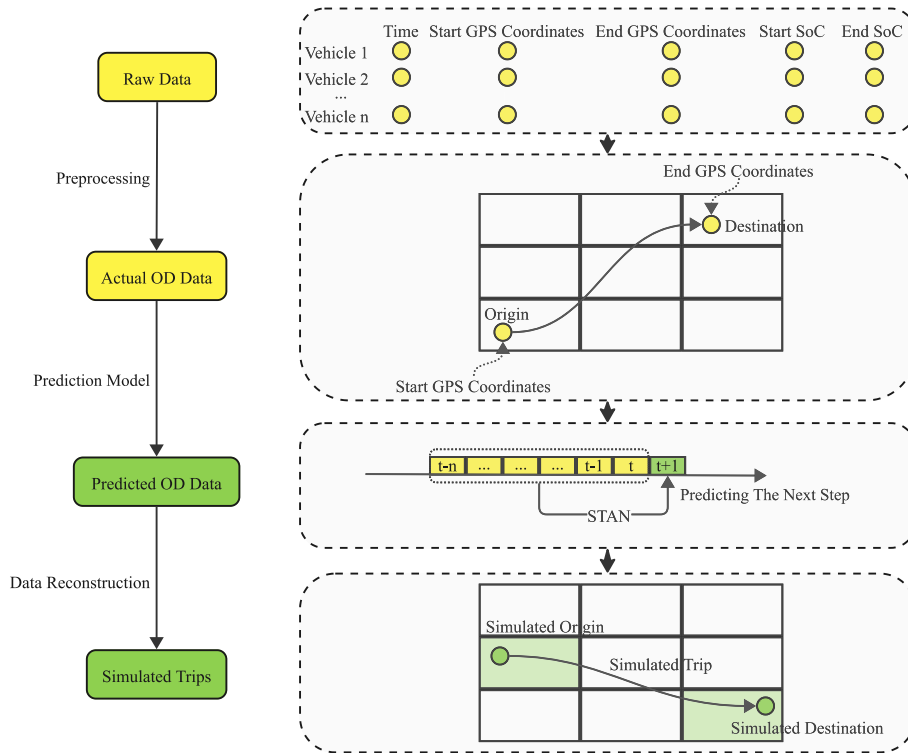 Raw Data
Preprocessing
Actual OD Data
Prediction Model
Predicted OD Data
Data Reconstruction
Simulated Trips
Time Start GPS Coordinates End GPS Coordinates Start SoC End SoC
Vehicle 1
Vehicle 2
...
Vehicle n
End GPS Coordinates
Destination
Origin
Start GPS Coordinates
t-n ... ... ... t-1 t t+1
Predicting The Next Step
STAN
Simulated Origin
Simulated Trip
Simulated Destination